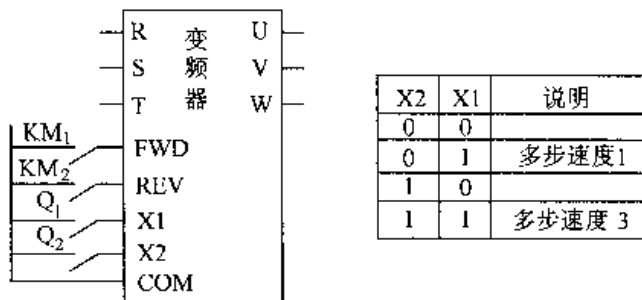 R 变 U
S 频 V
T 器 W
KM₁
FWD
KM₂
REV
Q₁
X1
Q₂
X2
COM
X2 X1 说明
0 0
0 1 多步速度1
1 0
1 1 多步速度 3